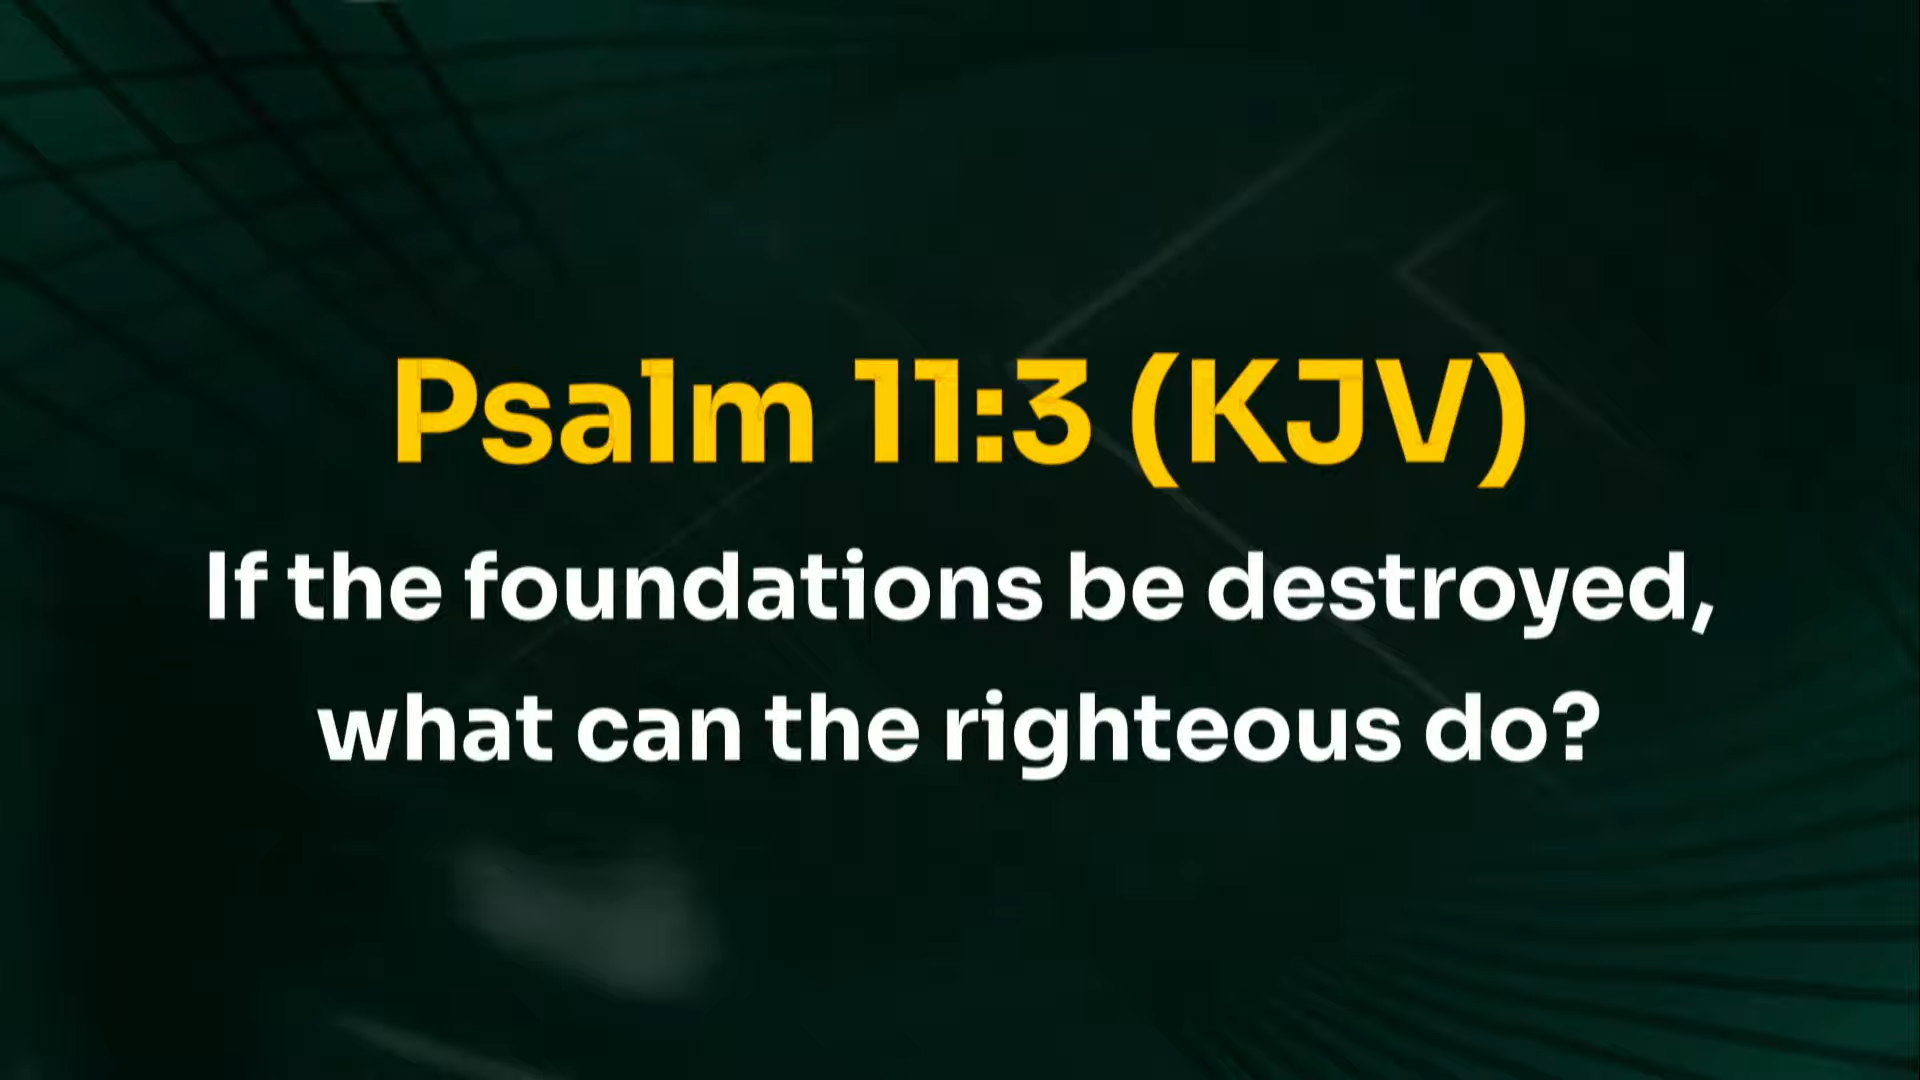 Psalm 11:3 (KJV)
If the foundations be destroyed,
what can the righteous do?